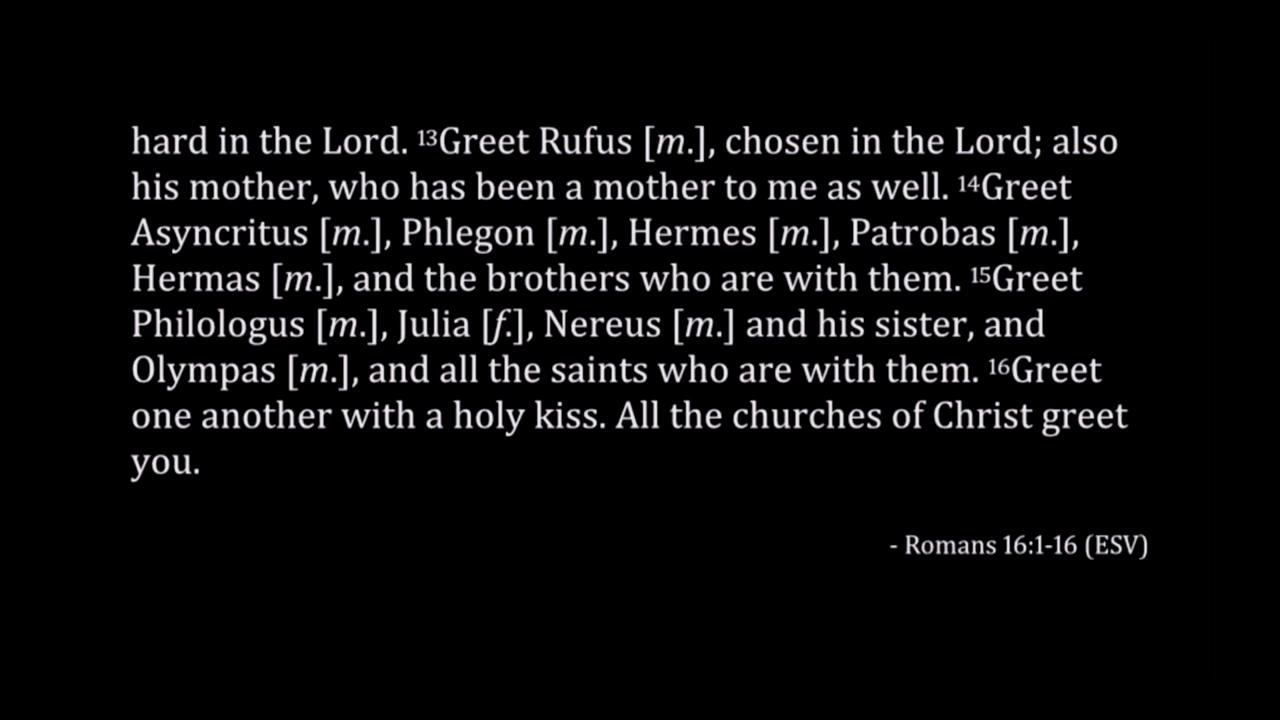 hard in the Lord. ¹³Greet Rufus [m.], chosen in the Lord; also
his mother, who has been a mother to me as well. ¹⁴Greet
Asyncritus [m.], Phlegon [m.], Hermes [m.], Patrobas [m.],
Hermas [m.], and the brothers who are with them. ¹⁵Greet
Philologus [m.], Julia [f.], Nereus [m.] and his sister, and
Olympas [m.], and all the saints who are with them. ¹⁶Greet
one another with a holy kiss. All the churches of Christ greet
you.
- Romans 16:1-16 (ESV)